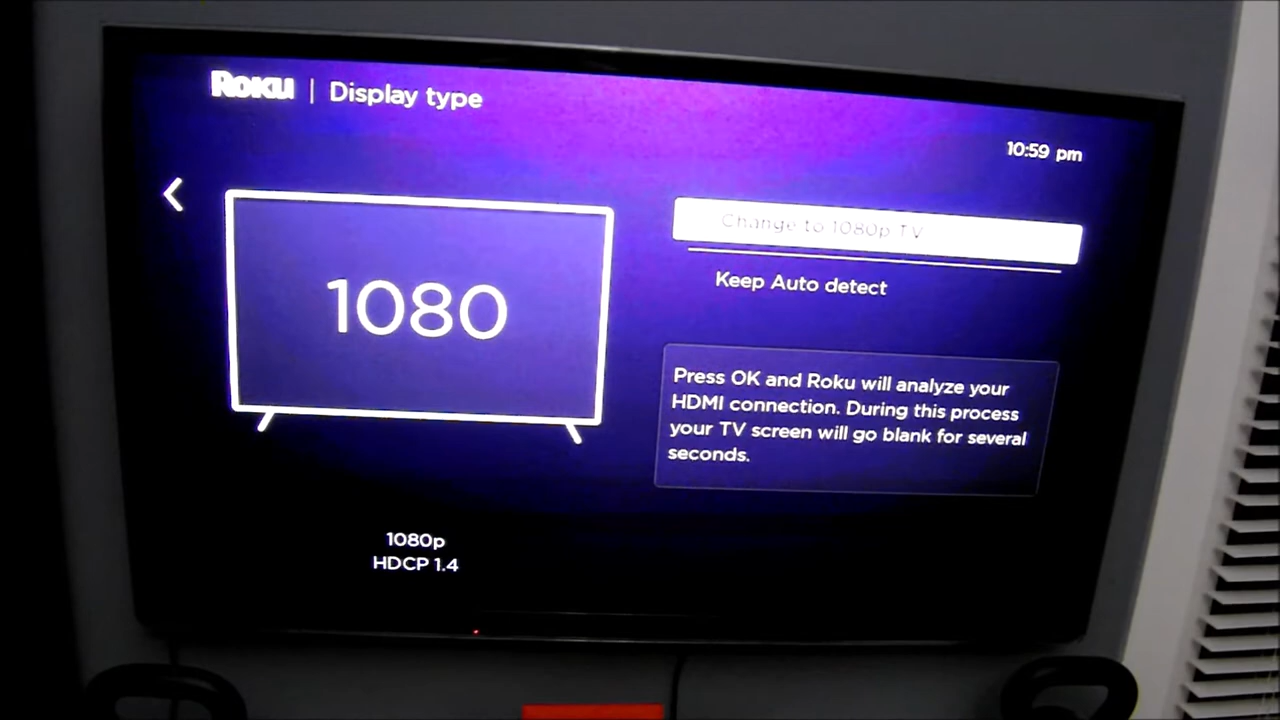 Roku | Display type
10:59 pm
1080
Change to 1080p TV
Keep Auto detect
Press OK and Roku will analyze your
HDMI connection. During this process
your TV screen will go blank for several
seconds.
1080p
HDCP 1.4